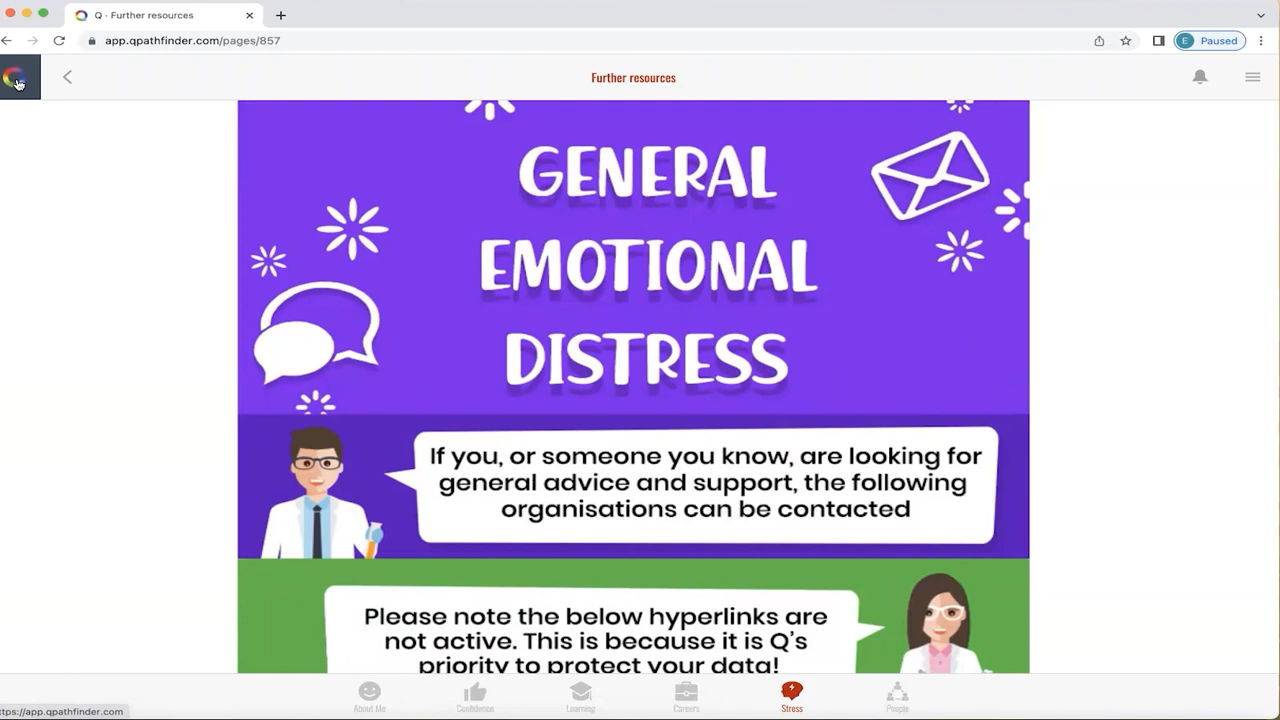 Q - Further resources
app.qpathfinder.com/pages/857
E Paused
Further resources
GENERAL
EMOTIONAL
DISTRESS
If you, or someone you know, are looking for
general advice and support, the following
organisations can be contacted
Please note the below hyperlinks are
not active. This is because it is Q's
priority to protect your data!
About Me
Confidence
Learning
Careers
Stress
People
ttps://app.qpathfinder.com